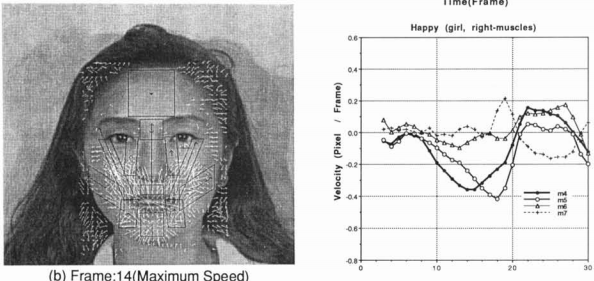 Time(Frame)
Happy (girl, right-muscles)
Velocity (Pixel / Frame)
0.6
0.4
0.2
0.0
-0.2
-0.4
-0.6
-0.8
0
10
20
30
m4
m5
m6
m7
(b) Frame:14(Maximum Speed)